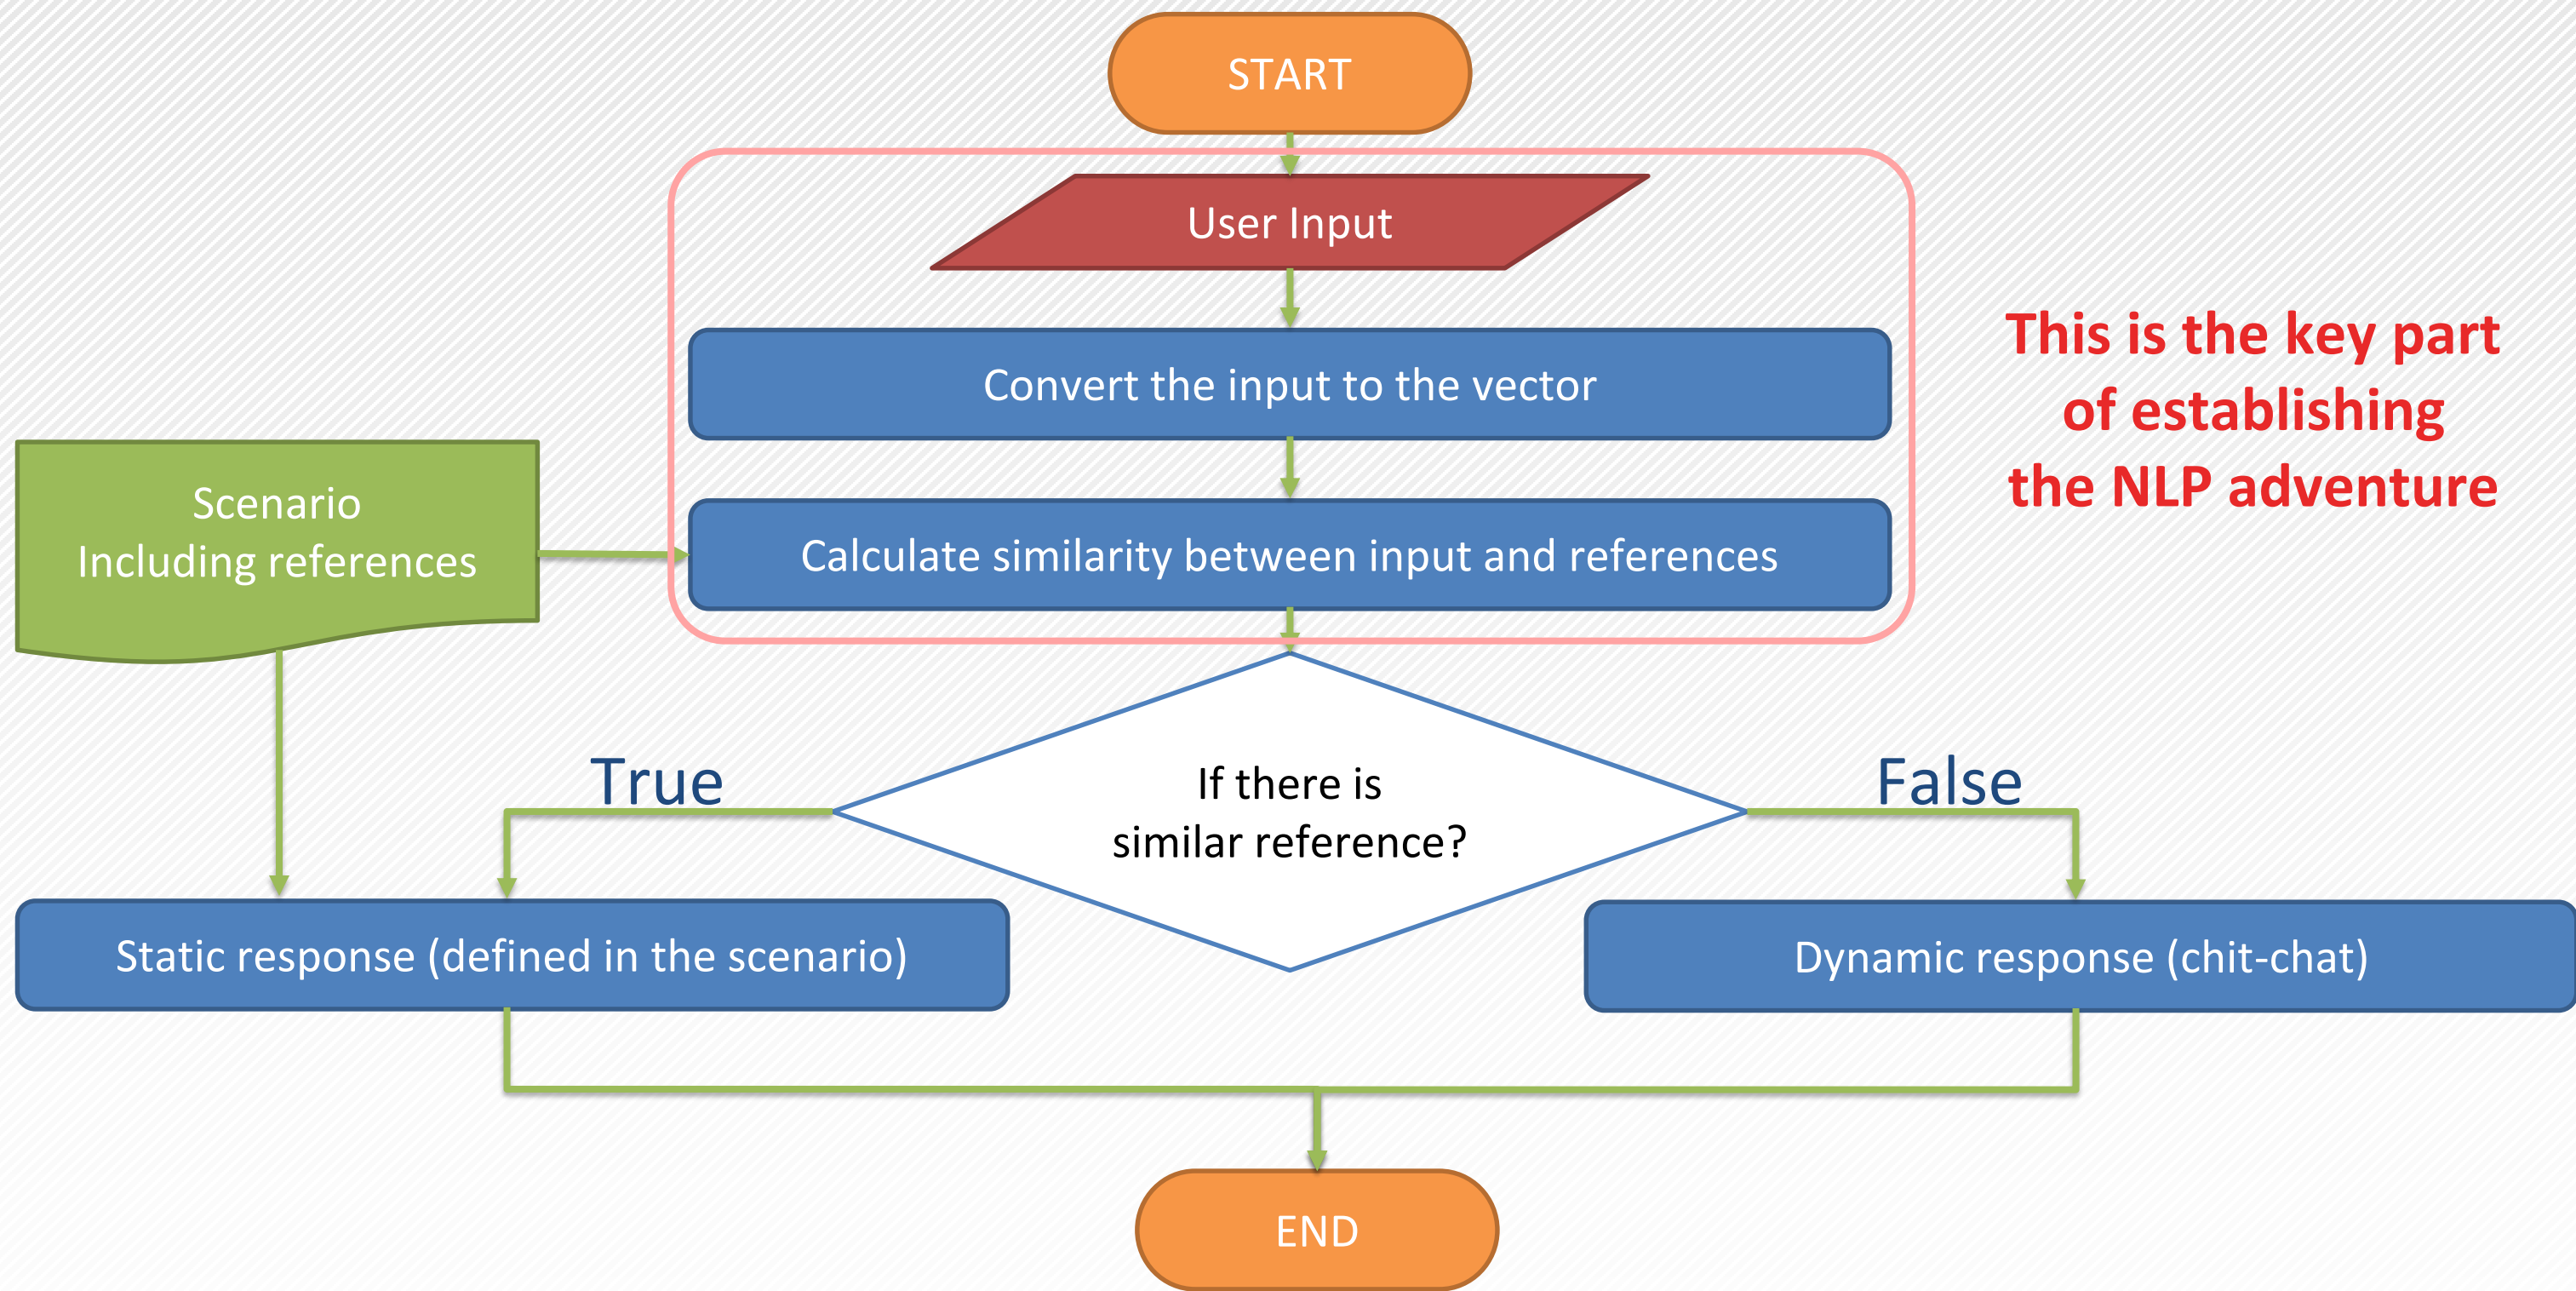 START
User Input
Convert the input to the vector
This is the key part
of establishing
the NLP adventure
Scenario
Including references
Calculate similarity between input and references
True
If there is
similar reference?
False
Static response (defined in the scenario)
Dynamic response (chit-chat)
END